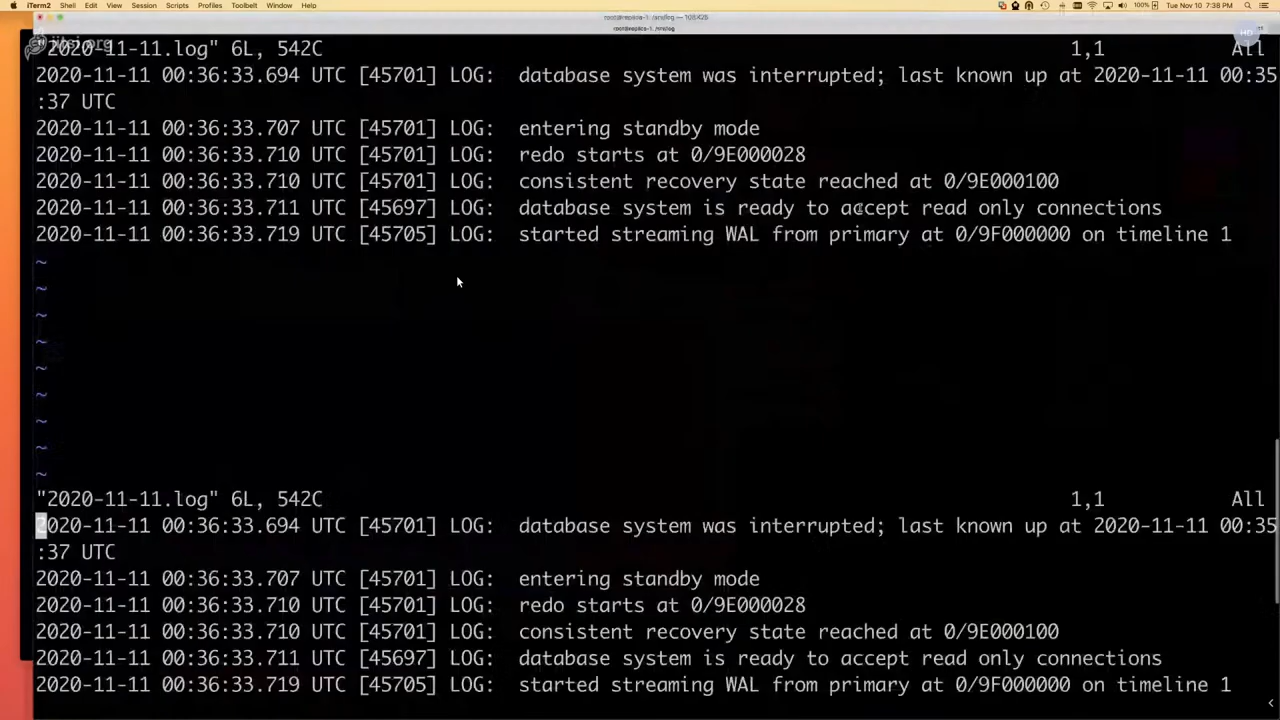 iTerm2 Shell Edit View Session Scripts Profiles Toolbelt Window Help 100% Tue Nov 10 7:38 PM
root@replica-1: /srv/log — 108X26
root@replica-1: /srv/log
jitsi.org
HD
"2020-11-11.log" 6L, 542C 1,1 All
2020-11-11 00:36:33.694 UTC [45701] LOG:  database system was interrupted; last known up at 2020-11-11 00:35
:37 UTC
2020-11-11 00:36:33.707 UTC [45701] LOG:  entering standby mode
2020-11-11 00:36:33.710 UTC [45701] LOG:  redo starts at 0/9E000028
2020-11-11 00:36:33.710 UTC [45701] LOG:  consistent recovery state reached at 0/9E000100
2020-11-11 00:36:33.711 UTC [45697] LOG:  database system is ready to accept read only connections
2020-11-11 00:36:33.719 UTC [45705] LOG:  started streaming WAL from primary at 0/9F000000 on timeline 1
~
~
~
~
~
~
~
~
~
"2020-11-11.log" 6L, 542C 1,1 All
2020-11-11 00:36:33.694 UTC [45701] LOG:  database system was interrupted; last known up at 2020-11-11 00:35
:37 UTC
2020-11-11 00:36:33.707 UTC [45701] LOG:  entering standby mode
2020-11-11 00:36:33.710 UTC [45701] LOG:  redo starts at 0/9E000028
2020-11-11 00:36:33.710 UTC [45701] LOG:  consistent recovery state reached at 0/9E000100
2020-11-11 00:36:33.711 UTC [45697] LOG:  database system is ready to accept read only connections
2020-11-11 00:36:33.719 UTC [45705] LOG:  started streaming WAL from primary at 0/9F000000 on timeline 1